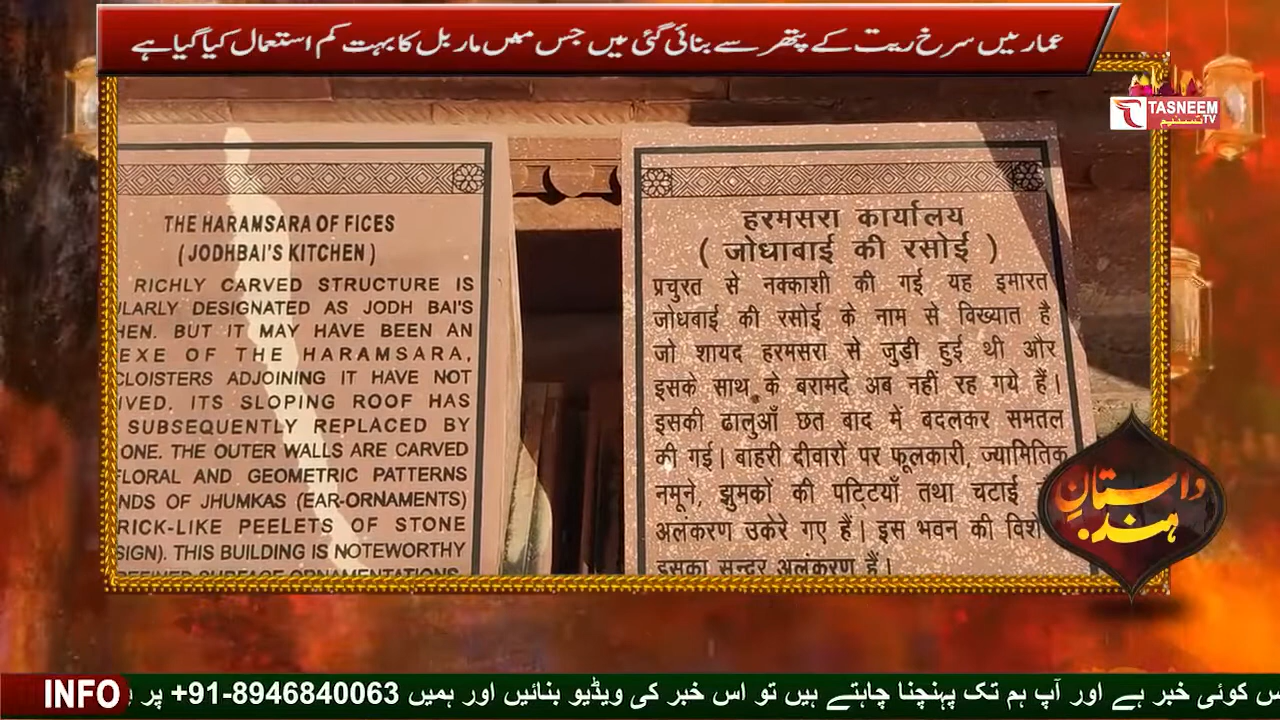 عمارتیں سرخ ریت کے پتھر سے بنائی گئی ہیں جس میں ماربل کا بہت کم استعمال کیا گیا ہے
TASNEEM TV
THE HARAMSARA OF FICES
(JODHBAI'S KITCHEN)
RICHLY CARVED STRUCTURE IS
LARLY DESIGNATED AS JODH BAI'S
HEN. BUT IT MAY HAVE BEEN AN
EXE OF THE HARAMSARA,
CLOISTERS ADJOINING IT HAVE NOT
IVED. ITS SLOPING ROOF HAS
SUBSEQUENTLY REPLACED BY
ONE. THE OUTER WALLS ARE CARVED
FLORAL AND GEOMETRIC PATTERNS
NDS OF JHUMKAS (EAR-ORNAMENTS)
RICK-LIKE PEELETS OF STONE
SIGN). THIS BUILDING IS NOTEWORTHY
हरमसरा कार्यालय
( जोधाबाई की रसोई )
प्रचुरत से नक्काशी की गई यह इमारत
जोधबाई की रसोई के नाम से विख्यात है
जो शायद हरमसरा से जुड़ी हुई थी और
इसके साथ के बरामदे अब नहीं रह गये हैं।
इसकी ढालुआँ छत बाद में बदलकर समतल
की गई। बाहरी दीवारों पर फूलकारी, ज्यामितिक
नमूने, झुमकों की पट्टियाँ तथा चटाई
अलंकरण उकेरे गए हैं। इस भवन की विशे
इसका सुन्दर अलंकरण है।
داستانِ
ہند
INFO
س کوئی خبر ہے اور آپ ہم تک پہنچنا چاہتے ہیں تو اس خبر کی ویڈیو بنائیں اور ہمیں 8946840063-91+ پر